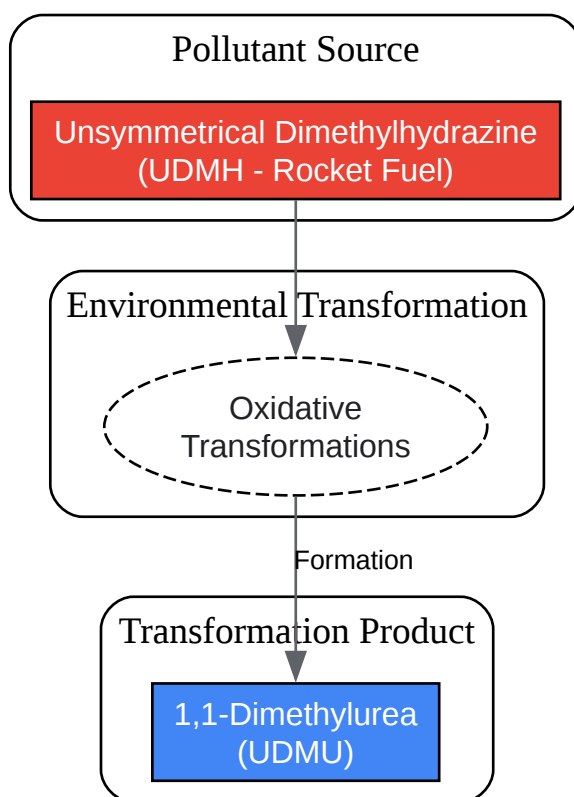 Pollutant Source
Unsymmetrical Dimethylhydrazine
(UDMH - Rocket Fuel)
Environmental Transformation
Oxidative
Transformations
Formation
Transformation Product
1,1-Dimethylurea
(UDMU)